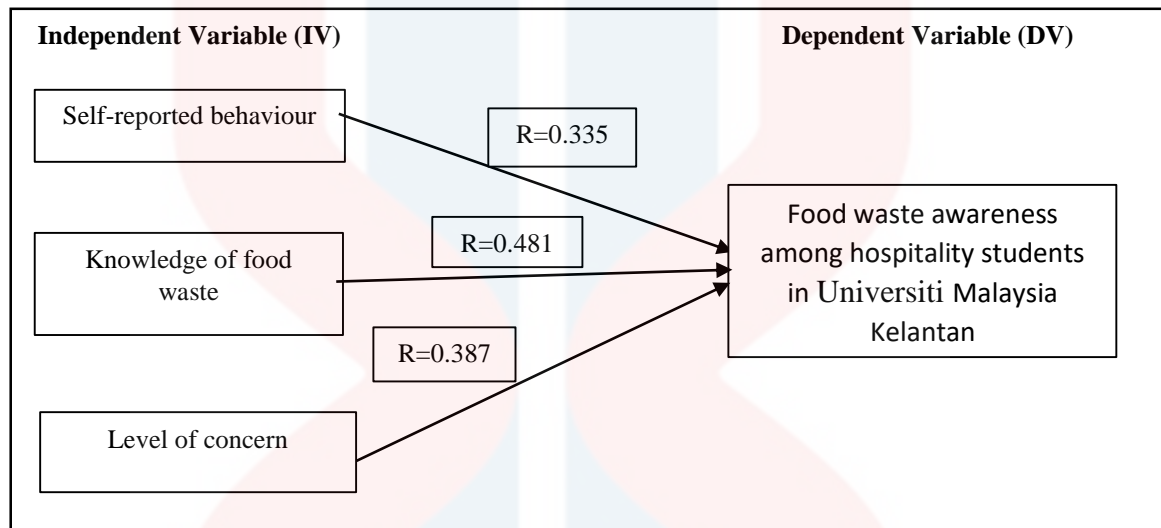 Independent Variable (IV)
Dependent Variable (DV)
Self-reported behaviour
R=0.335
Knowledge of food
waste
R=0.481
Food waste awareness
among hospitality students
in Universiti Malaysia
Kelantan
R=0.387
Level of concern